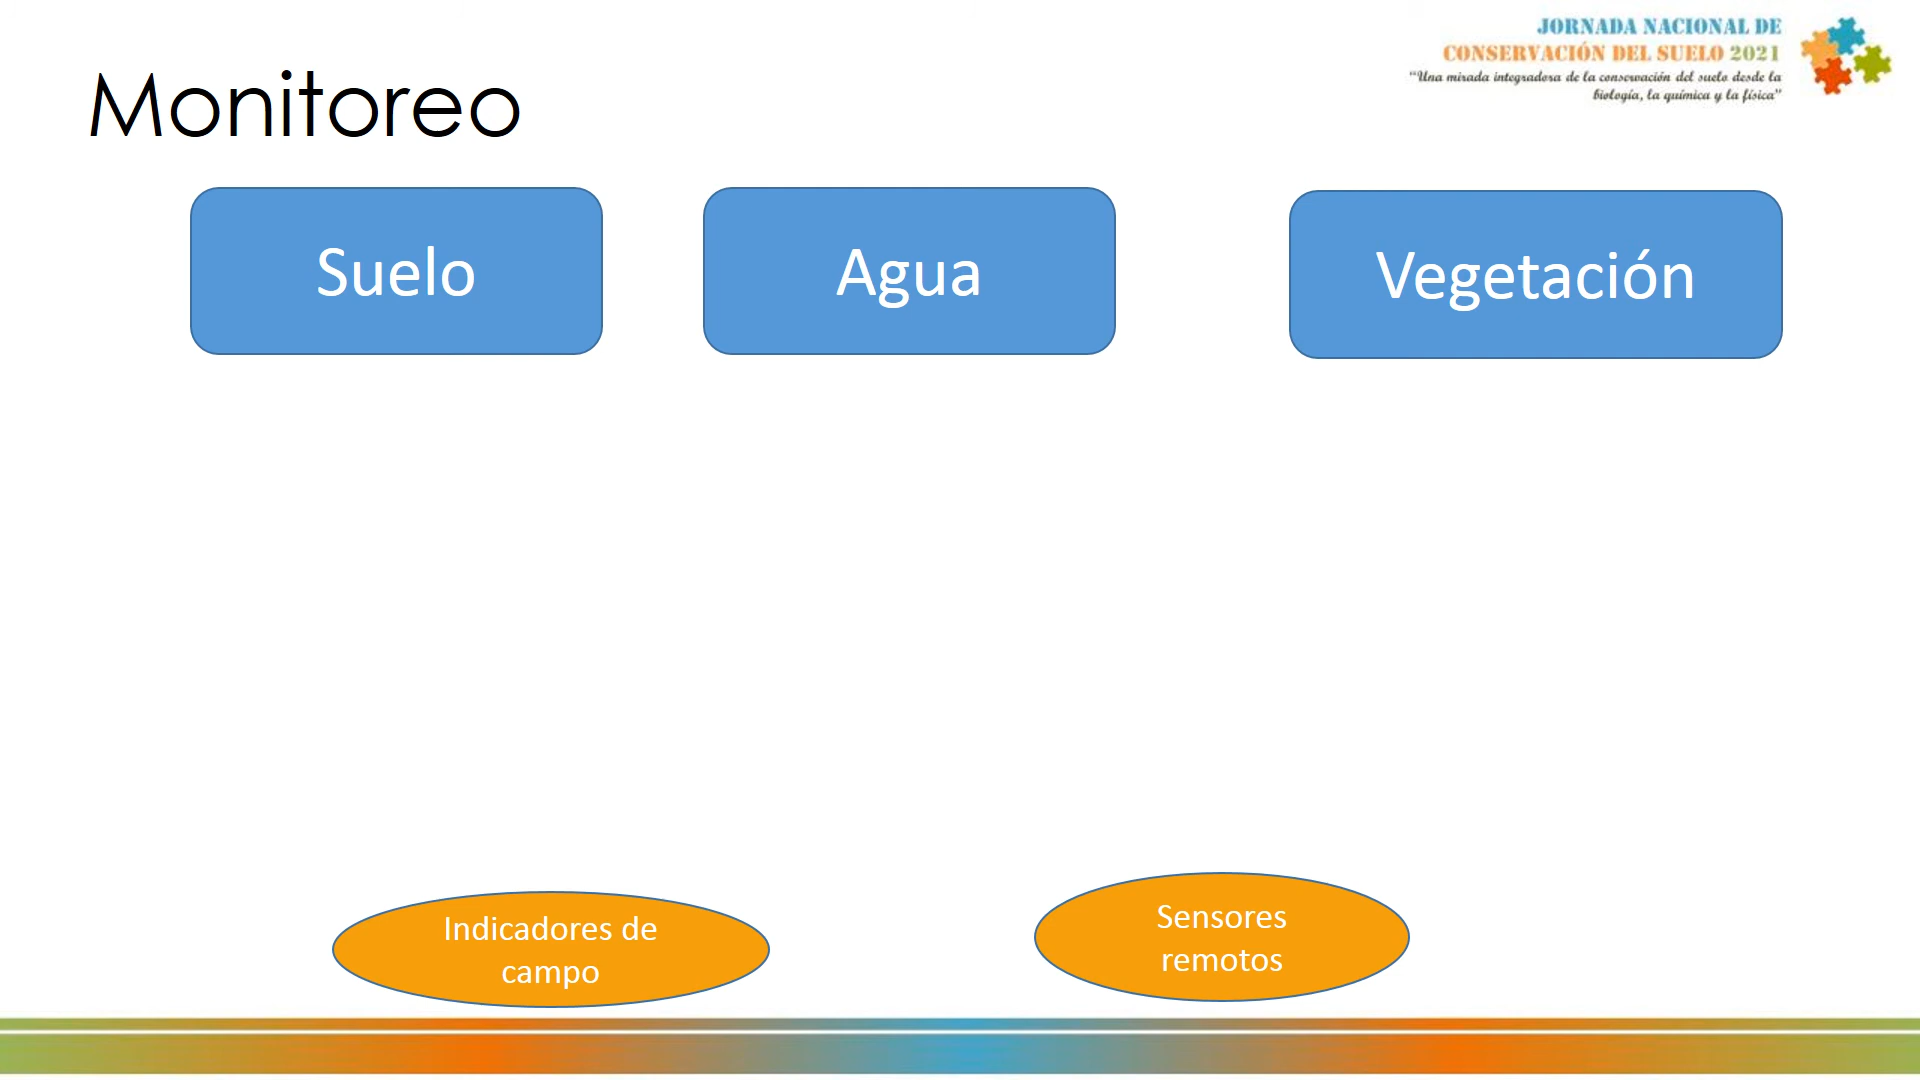 JORNADA NACIONAL DE
CONSERVACIÓN DEL SUELO 2021
“Una mirada integradora de la conservación del suelo desde la
biología, la química y la física”
Monitoreo
Suelo
Agua
Vegetación
Indicadores de
campo
Sensores
remotos